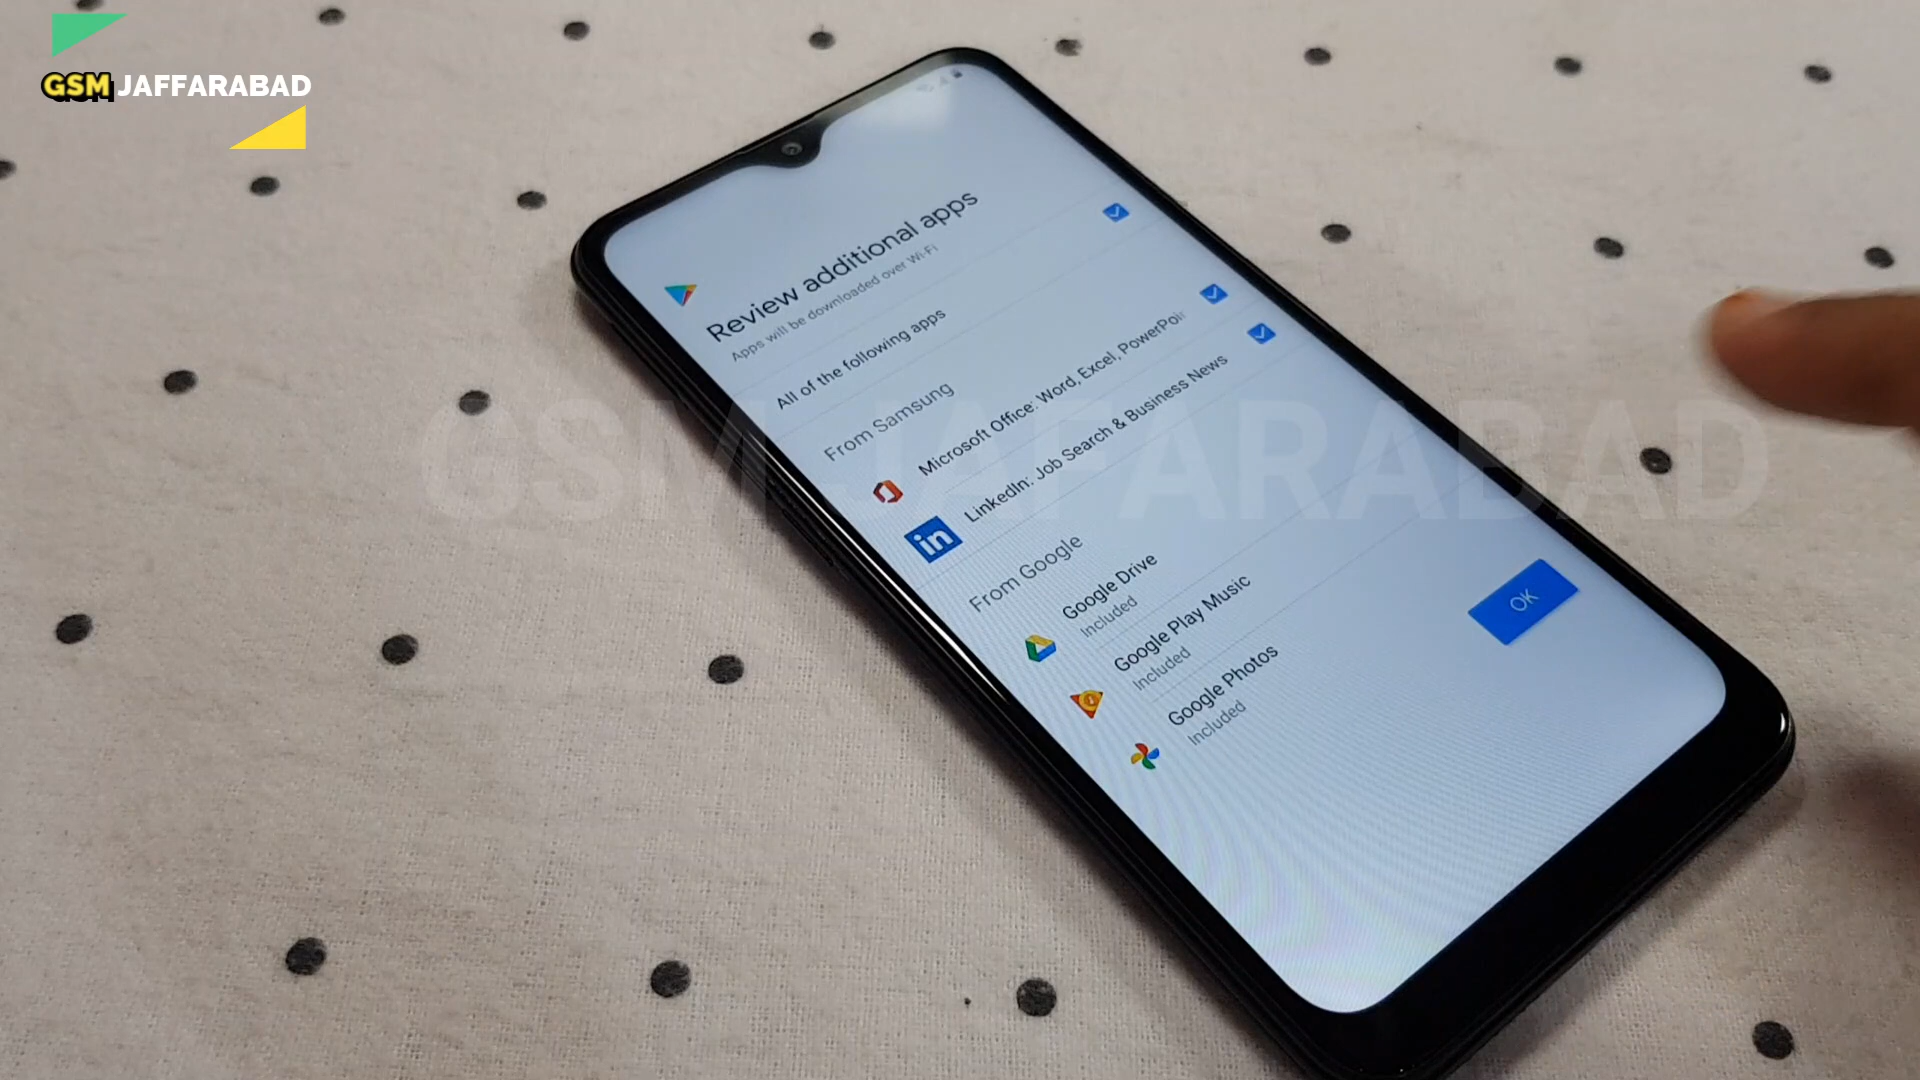 GSM JAFFARABAD
Review additional apps
Apps will be downloaded over Wi-Fi
All of the following apps
From Samsung
Microsoft Office: Word, Excel, PowerPoi
LinkedIn: Job Search & Business News
in
From Google
Google Drive
Included
Google Play Music
Included
Google Photos
Included
OK
GSM JAFARABAD